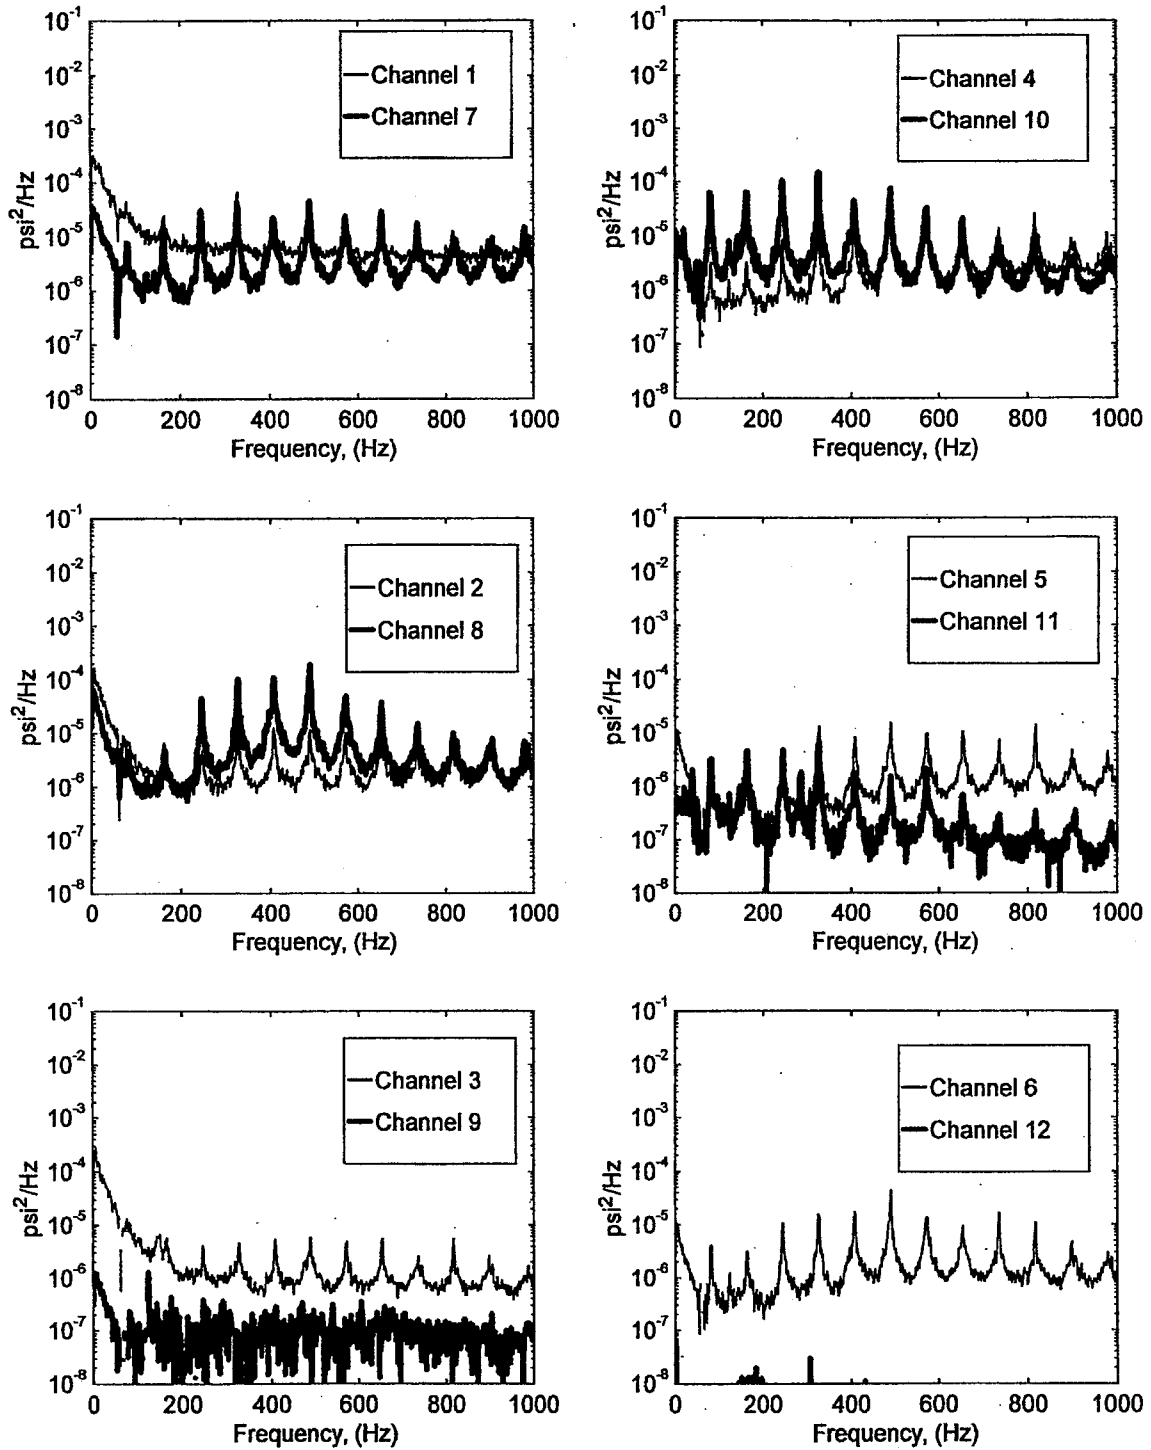 10-1
10-2
10-3
10-4
10-5
10-6
10-7
10-8
psi2/Hz
Channel 1
Channel 7
0 200 400 600 800 1000
Frequency, (Hz)
10-1
10-2
10-3
10-4
10-5
10-6
10-7
10-8
psi2/Hz
Channel 4
Channel 10
0 200 400 600 800 1000
Frequency, (Hz)
10-1
10-2
10-3
10-4
10-5
10-6
10-7
10-8
psi2/Hz
Channel 2
Channel 8
0 200 400 600 800 1000
Frequency, (Hz)
10-1
10-2
10-3
10-4
10-5
10-6
10-7
10-8
psi2/Hz
Channel 5
Channel 11
0 200 400 600 800 1000
Frequency, (Hz)
10-1
10-2
10-3
10-4
10-5
10-6
10-7
10-8
psi2/Hz
Channel 3
Channel 9
0 200 400 600 800 1000
Frequency, (Hz)
10-1
10-2
10-3
10-4
10-5
10-6
10-7
10-8
psi2/Hz
Channel 6
Channel 12
0 200 400 600 800 1000
Frequency, (Hz)